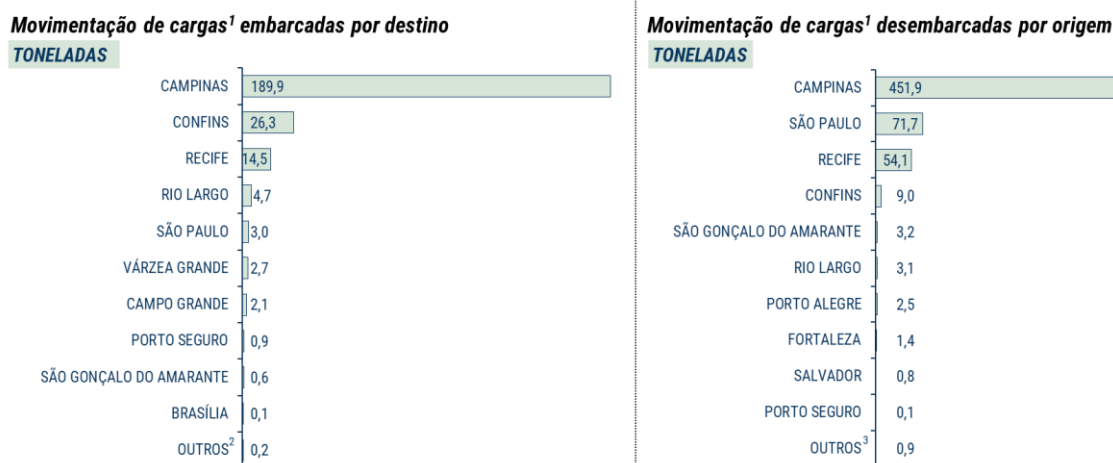 Movimentação de cargas¹ embarcadas por destino
TONELADAS
CAMPINAS 189,9
CONFINS 26,3
RECIFE 14,5
RIO LARGO 4,7
SÃO PAULO 3,0
VÁRZEA GRANDE 2,7
CAMPO GRANDE 2,1
PORTO SEGURO 0,9
SÃO GONÇALO DO AMARANTE 0,6
BRASÍLIA 0,1
OUTROS² 0,2
Movimentação de cargas¹ desembarcadas por origem
TONELADAS
CAMPINAS 451,9
SÃO PAULO 71,7
RECIFE 54,1
CONFINS 9,0
SÃO GONÇALO DO AMARANTE 3,2
RIO LARGO 3,1
PORTO ALEGRE 2,5
FORTALEZA 1,4
SALVADOR 0,8
PORTO SEGURO 0,1
OUTROS³ 0,9